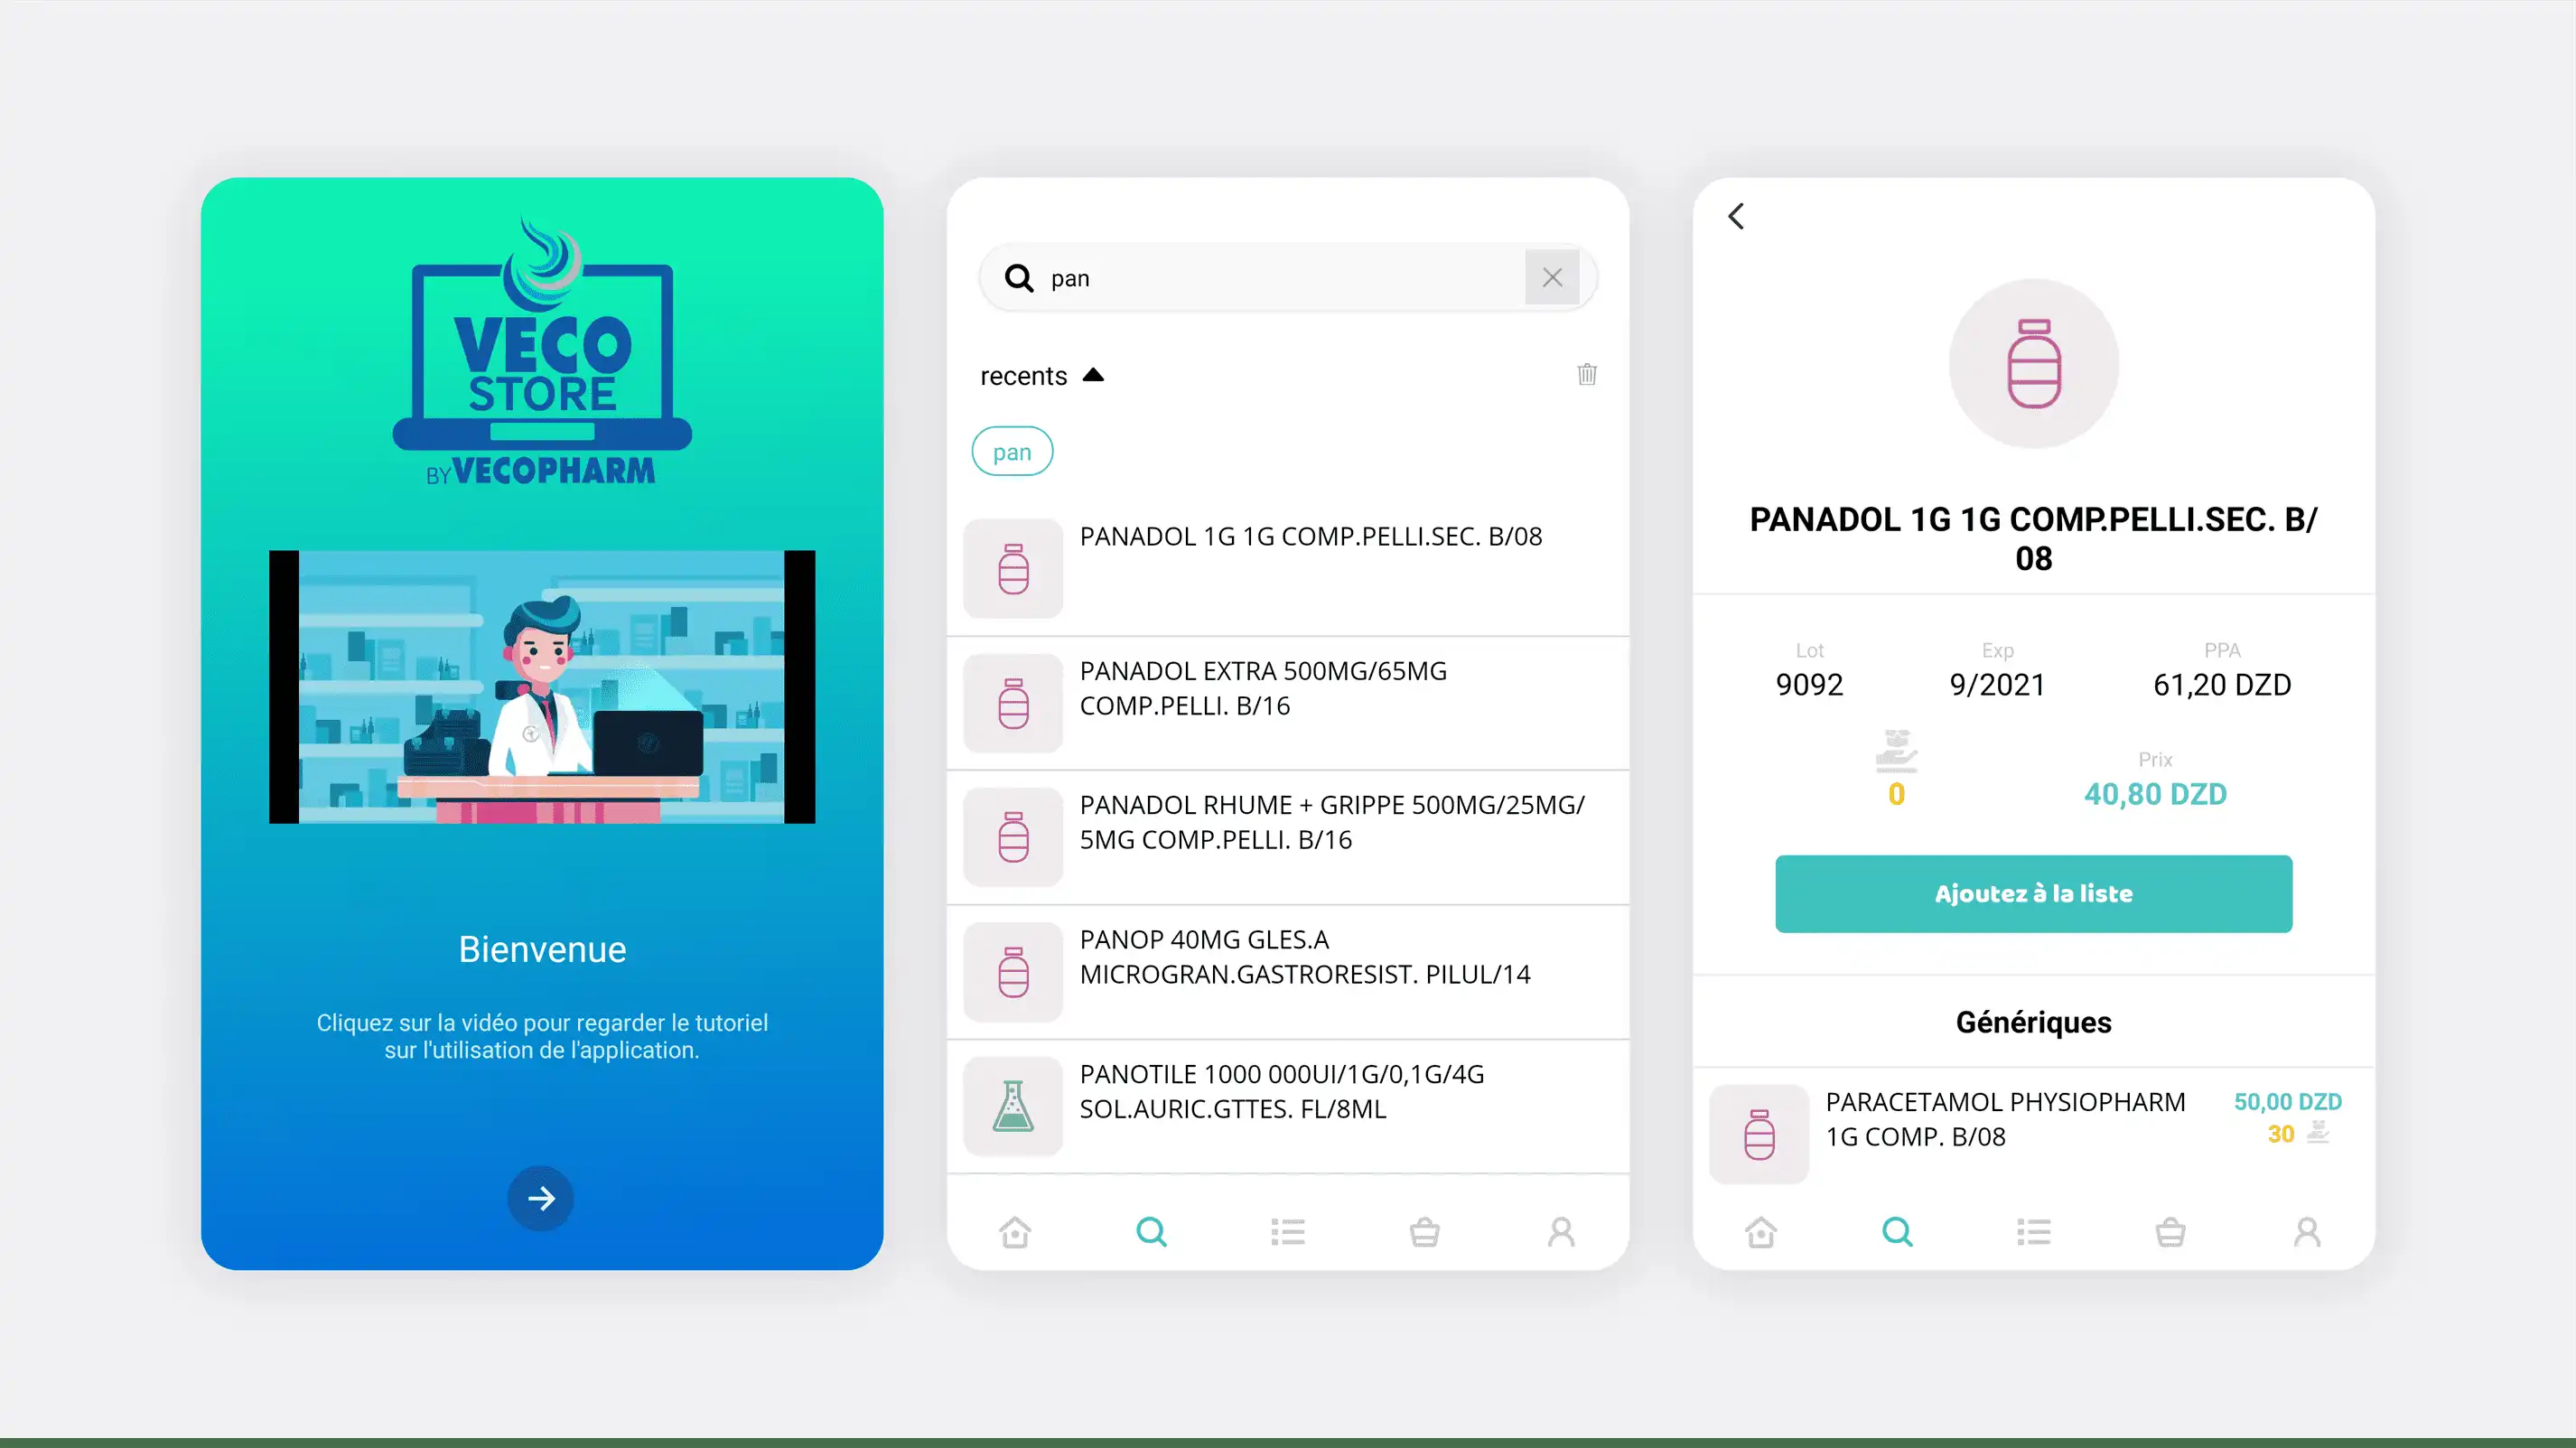 VECO
STORE
BY VECOPHARM
Bienvenue
Cliquez sur la vidéo pour regarder le tutoriel
sur l'utilisation de l'application.
pan
recents
pan
PANADOL 1G 1G COMP.PELLI.SEC. B/08
PANADOL EXTRA 500MG/65MG
COMP.PELLI. B/16
PANADOL RHUME + GRIPPE 500MG/25MG/
5MG COMP.PELLI. B/16
PANOP 40MG GLES.A
MICROGRAN.GASTRORESIST. PILUL/14
PANOTILE 1000 000UI/1G/0,1G/4G
SOL.AURIC.GTTES. FL/8ML
PANADOL 1G 1G COMP.PELLI.SEC. B/
08
Lot Exp PPA
9092 9/2021 61,20 DZD
Prix
0 40,80 DZD
Ajoutez à la liste
Génériques
PARACETAMOL PHYSIOPHARM 50,00 DZD
1G COMP. B/08 30